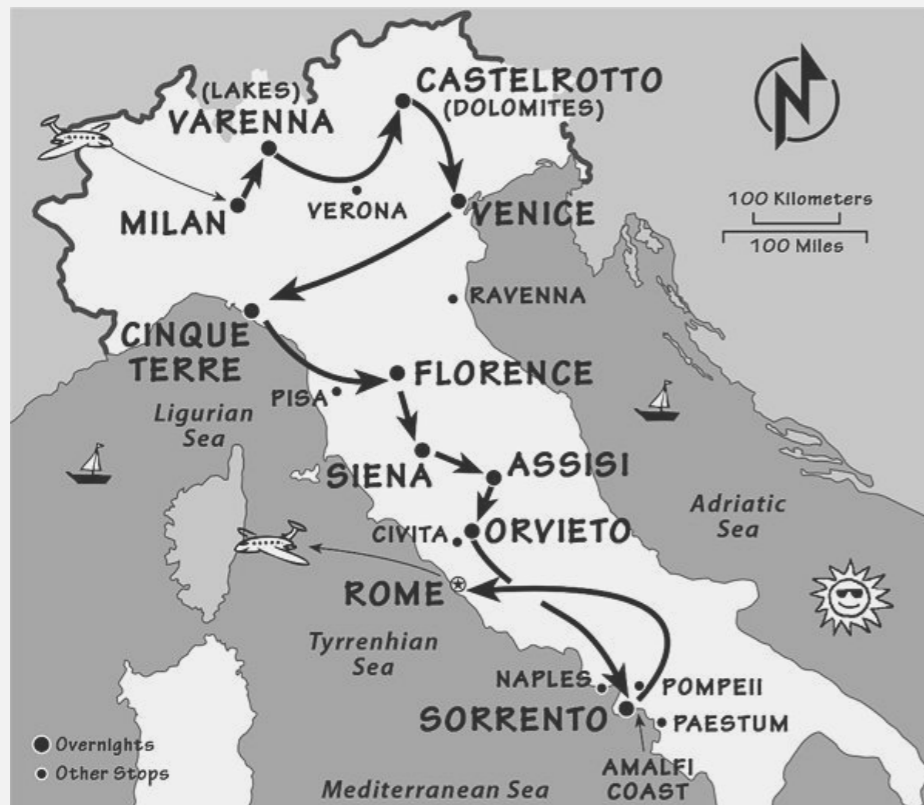 (LAKES)
VARENNA
CASTELROTTO
(DOLOMITES)
N
MILAN
VERONA
VENICE
100 Kilometers
100 Miles
RAVENNA
CINQUE
TERRE
FLORENCE
PISA
Ligurian
Sea
SIENA
ASSISI
Adriatic
Sea
CIVITA
ORVIETO
ROME
Tyrrhenian
Sea
NAPLES
POMPEII
SORRENTO
PAESTUM
AMALFI
COAST
Overnights
Other Stops
Mediterranean Sea